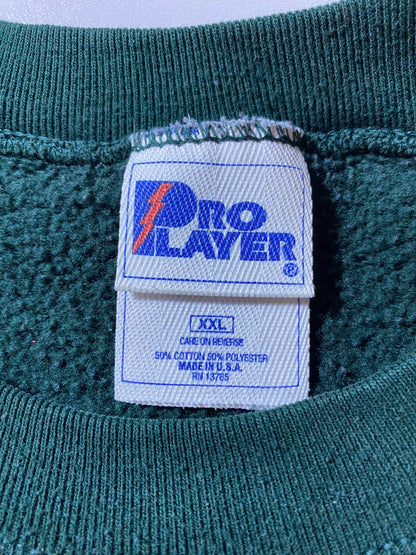 PRO
PLAYER
®
XXL
CARE ON REVERSE
50% COTTON 50% POLYESTER
MADE IN U.S.A.
RN 13765